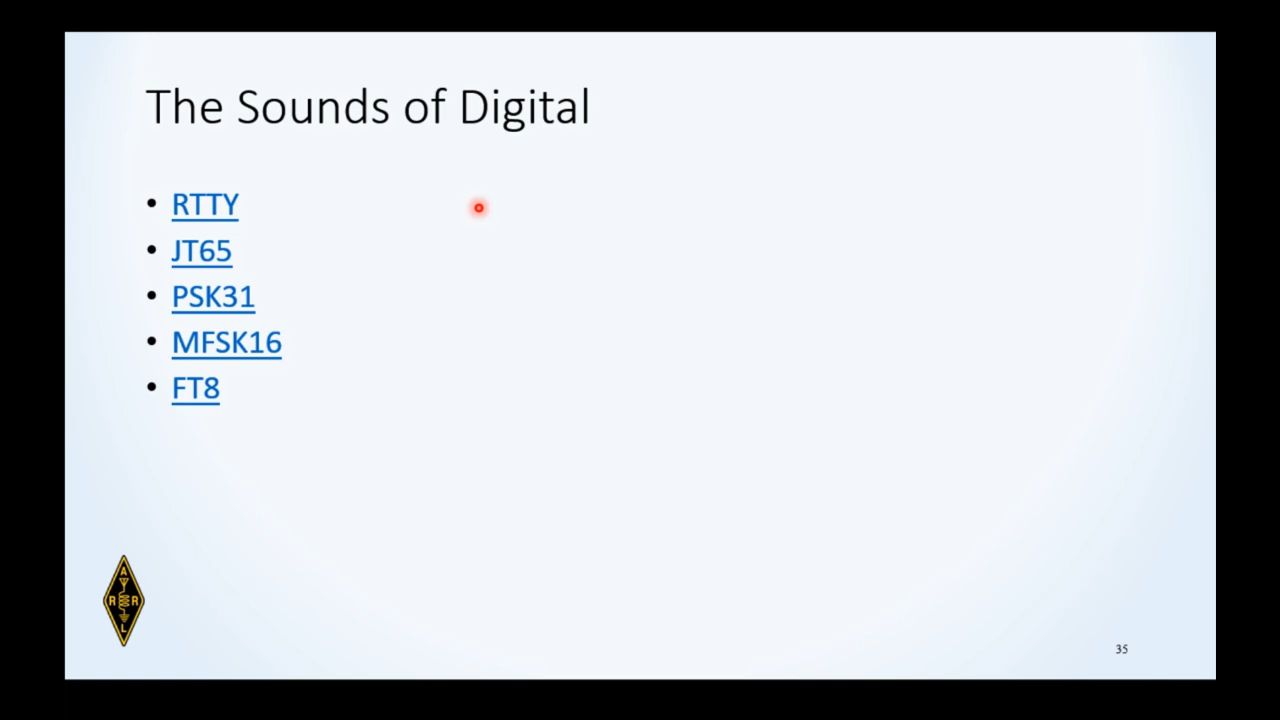 The Sounds of Digital
• RTTY
• JT65
• PSK31
• MFSK16
• FT8
A
R R
L
35